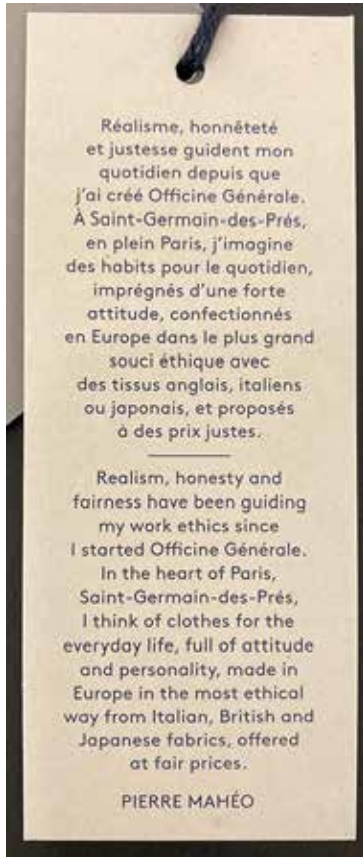 Réalisme, honnêteté
et justesse guident mon
quotidien depuis que
j'ai créé Officine Générale.
À Saint-Germain-des-Prés,
en plein Paris, j'imagine
des habits pour le quotidien,
imprégnés d'une forte
attitude, confectionnés
en Europe dans le plus grand
souci éthique avec
des tissus anglais, italiens
ou japonais, et proposés
à des prix justes.
Realism, honesty and
fairness have been guiding
my work ethics since
I started Officine Générale.
In the heart of Paris,
Saint-Germain-des-Prés,
I think of clothes for the
everyday life, full of attitude
and personality, made in
Europe in the most ethical
way from Italian, British and
Japanese fabrics, offered
at fair prices.
PIERRE MAHÉO